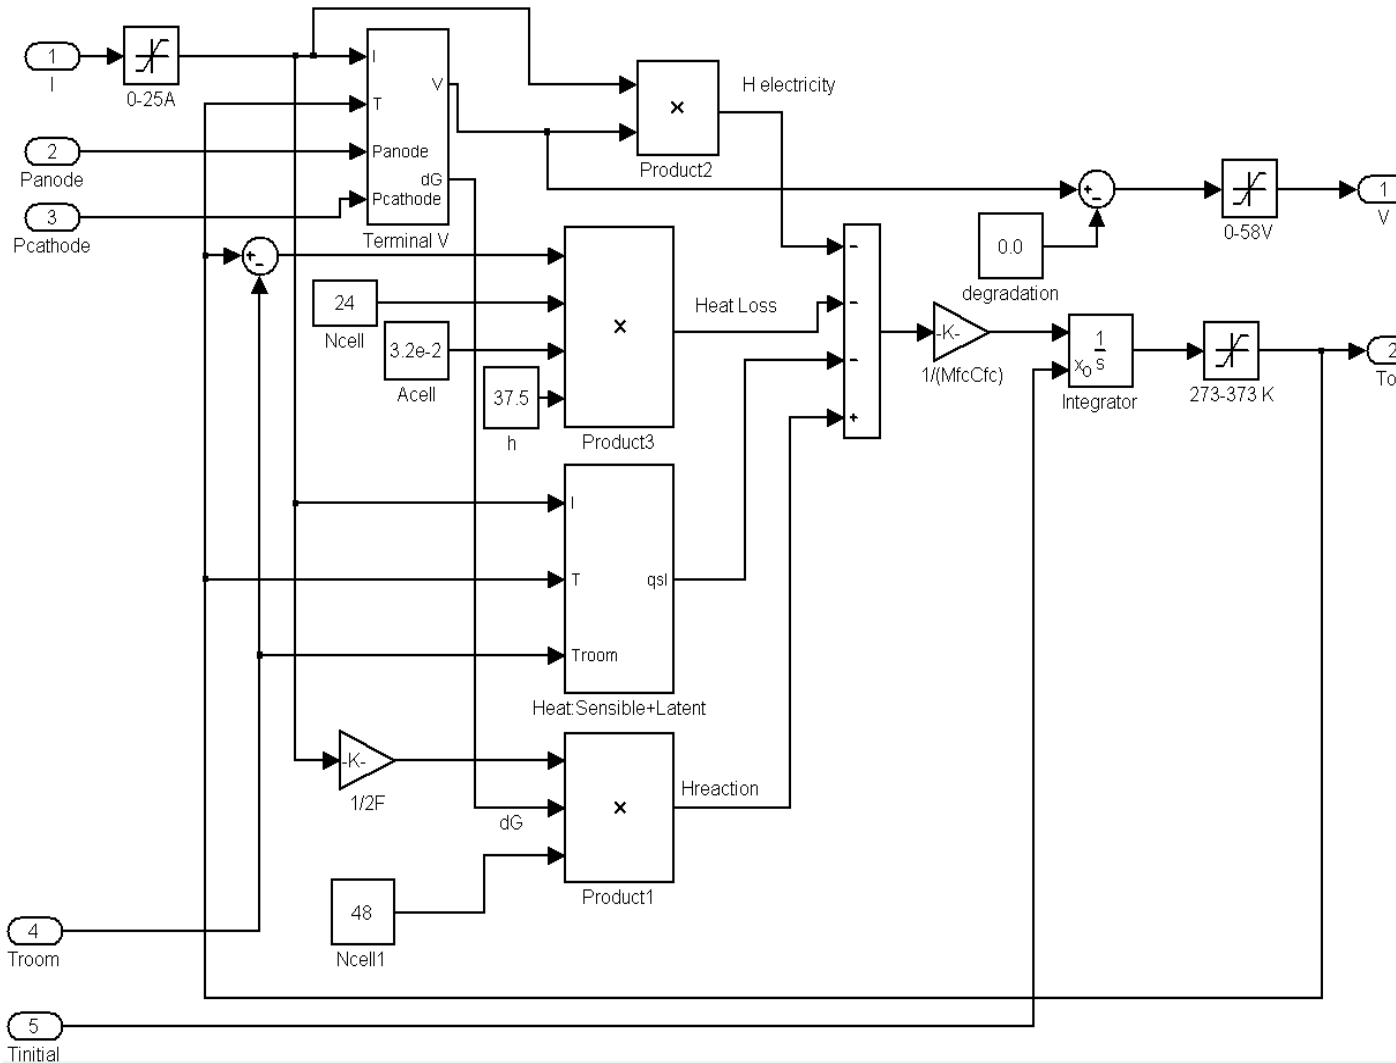 1
I
0-25A
2
Panode
3
Pcathode
I
T
Panode
Pcathode
V
dG
Terminal V
×
Product2
H electricity
+
-
0.0
degradation
0-58V
1
V
+
-
24
Ncell
3.2e-2
Acell
37.5
h
×
Product3
Heat Loss
-
-
-
+
-K-
1/(MfcCfc)
1
s
xo
Integrator
273-373 K
2
To
I
T
Troom
qsl
Heat:Sensible+Latent
-K-
1/2F
dG
×
Product1
Hreaction
48
Ncell1
4
Troom
5
Tinitial